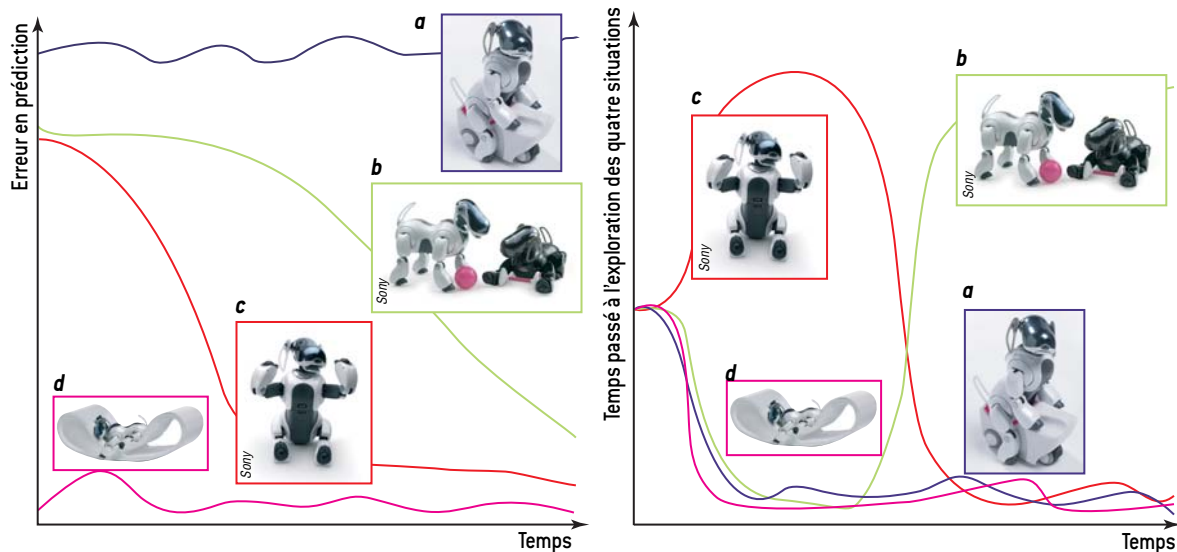 Erreur en prédiction
a
b
Sony
c
Sony
d
Temps
Temps passé à l'exploration des quatre situations
c
Sony
b
Sony
a
d
Temps